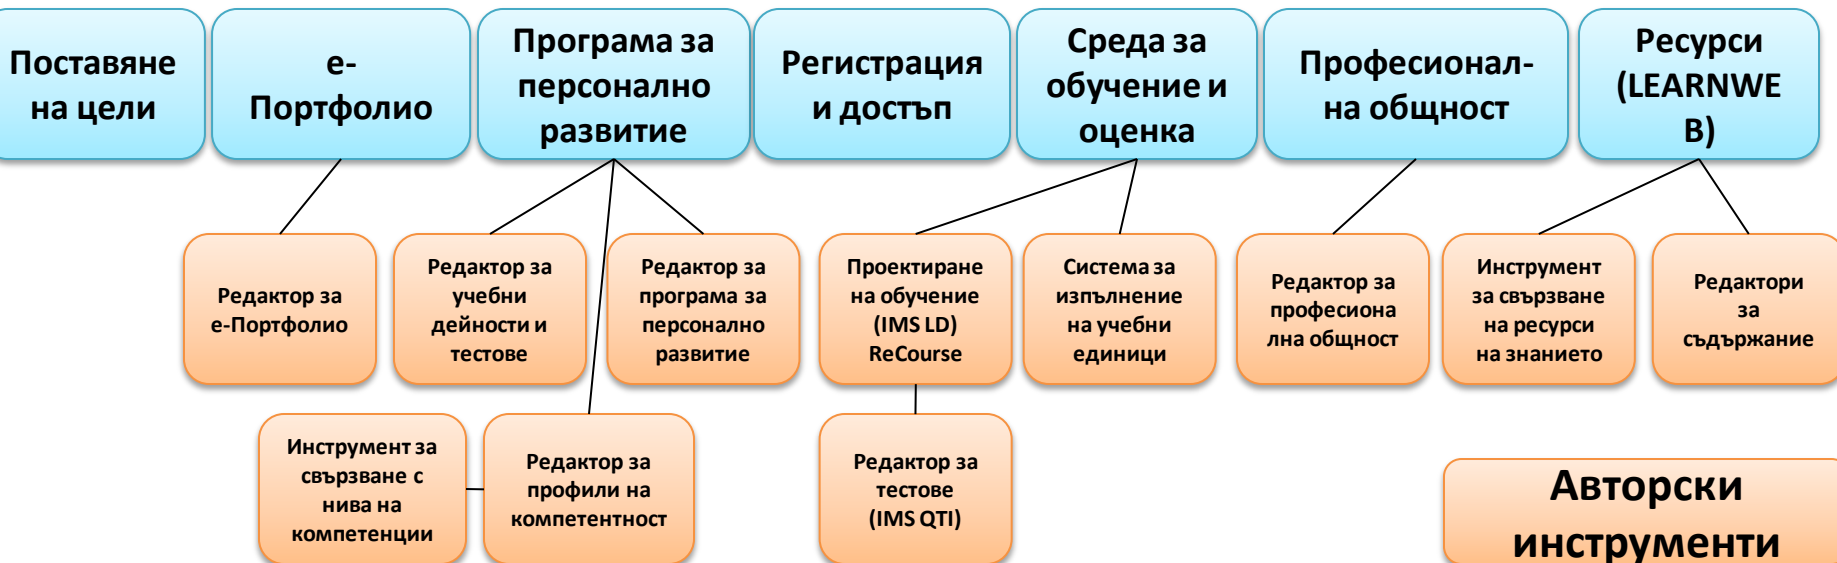 Поставяне
на цели
е-
Портфолио
Програма за
персонално
развитие
Регистрация
и достъп
Среда за
обучение и
оценка
Професионал-
на общност
Ресурси
(LEARNWE
B)
Редактор за
е-Портфолио
Редактор за
учебни
дейности и
тестове
Редактор за
програма за
персонално
развитие
Проектиране
на обучение
(IMS LD)
ReCourse
Система за
изпълнение
на учебни
единици
Редактор за
професиона
лна общност
Инструмент
за свързване
на ресурси
на знанието
Редактори
за
съдържание
Инструмент за
свързване с
нива на
компетенции
Редактор за
профили на
компетентност
Редактор за
тестове
(IMS QTI)
Авторски
инструменти